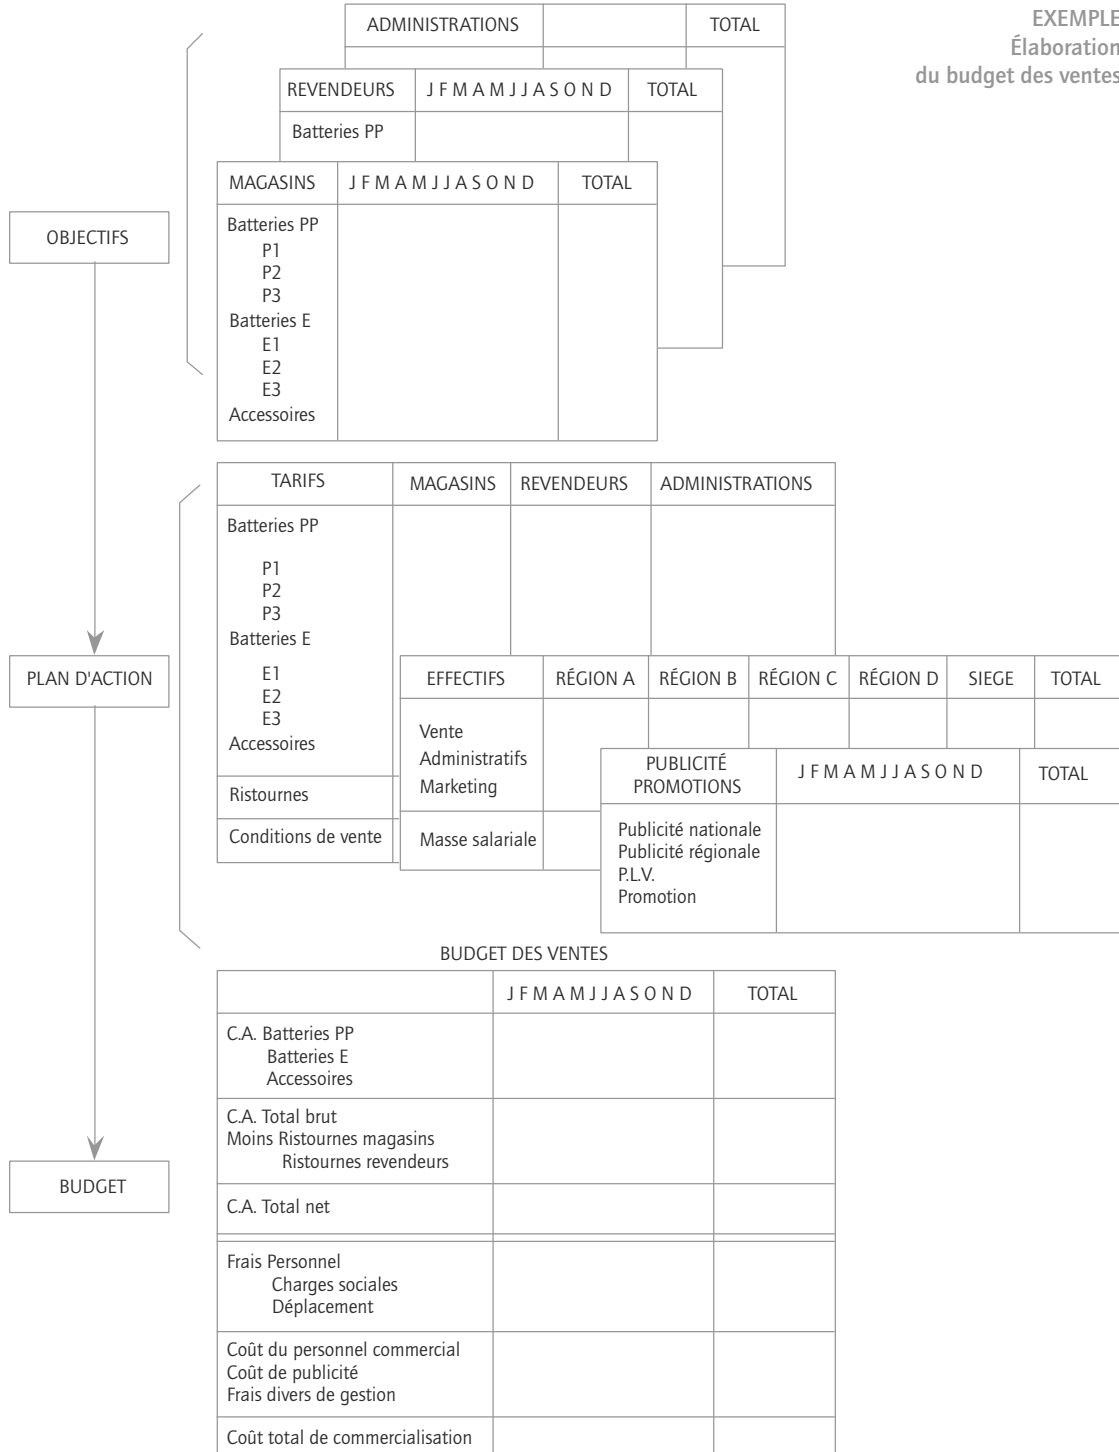 EXEMPLE
Élaboration
du budget des ventes
ADMINISTRATIONS TOTAL
REVENDEURS J F M A M J J A S O N D TOTAL
Batteries PP
MAGASINS J F M A M J J A S O N D TOTAL
Batteries PP
P1
P2
P3
Batteries E
E1
E2
E3
Accessoires
OBJECTIFS
TARIFS MAGASINS REVENDEURS ADMINISTRATIONS
Batteries PP
P1
P2
P3
Batteries E
E1
E2
E3
Accessoires
Ristournes
Conditions de vente
PLAN D'ACTION
EFFECTIFS RÉGION A RÉGION B RÉGION C RÉGION D SIEGE TOTAL
Vente
Administratifs
Marketing
Masse salariale
PUBLICITÉ
PROMOTIONS J F M A M J J A S O N D TOTAL
Publicité nationale
Publicité régionale
P.L.V.
Promotion
BUDGET DES VENTES
J F M A M J J A S O N D TOTAL
C.A. Batteries PP
Batteries E
Accessoires
C.A. Total brut
Moins Ristournes magasins
Ristournes revendeurs
BUDGET
C.A. Total net
Frais Personnel
Charges sociales
Déplacement
Coût du personnel commercial
Coût de publicité
Frais divers de gestion
Coût total de commercialisation